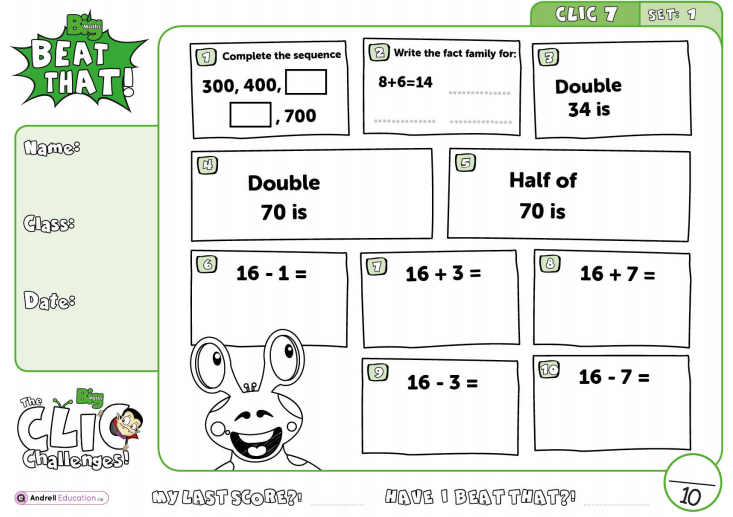 Big
Maths
BEAT
THAT!
CLIC 7
SET: 1
Name:
Class:
Date:
1 Complete the sequence
300, 400,
, 700
2 Write the fact family for:
8+6=14
3
Double
34 is
4
Double
70 is
5
Half of
70 is
6
16 - 1 =
7
16 + 3 =
8
16 + 7 =
9
16 - 3 =
10
16 - 7 =
The
Big
Maths
CLIC
Challenges!
Andrell Education Ltd
MY LAST SCORE?!
HAVE I BEAT THAT?!
10